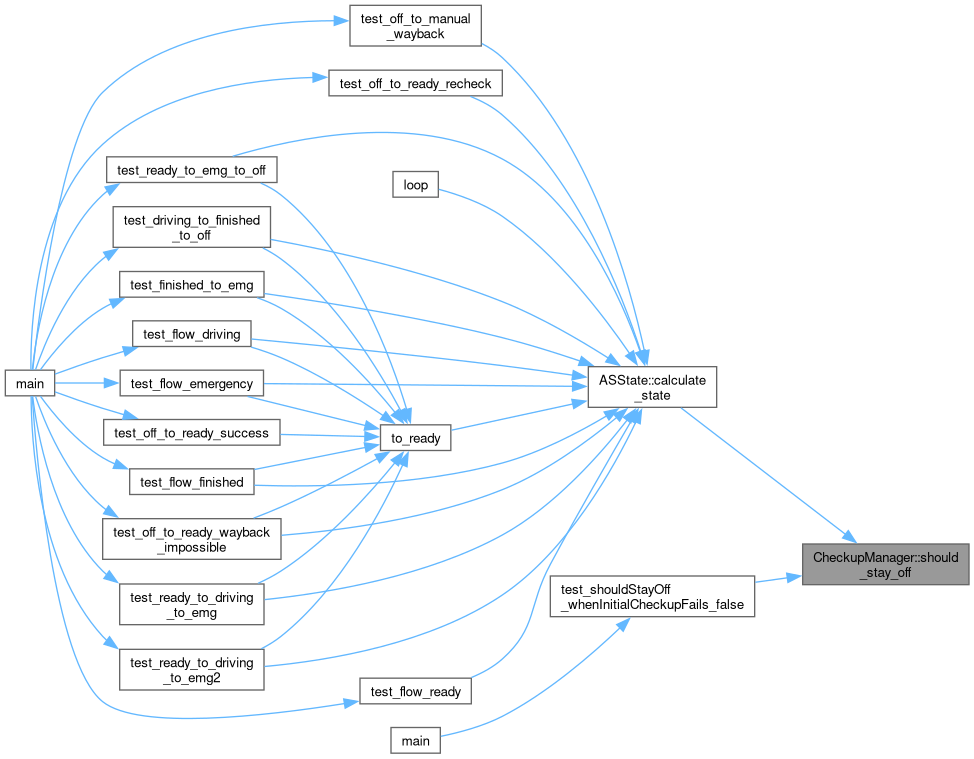 test_off_to_manual
_wayback
test_off_to_ready_recheck
test_ready_to_emg_to_off
loop
test_driving_to_finished
_to_off
test_finished_to_emg
test_flow_driving
main
test_flow_emergency
ASState::calculate
_state
test_off_to_ready_success
to_ready
test_flow_finished
test_off_to_ready_wayback
_impossible
CheckupManager::should
_stay_off
test_ready_to_driving
_to_emg
test_shouldStayOff
_whenInitialCheckupFails_false
test_ready_to_driving
_to_emg2
test_flow_ready
main